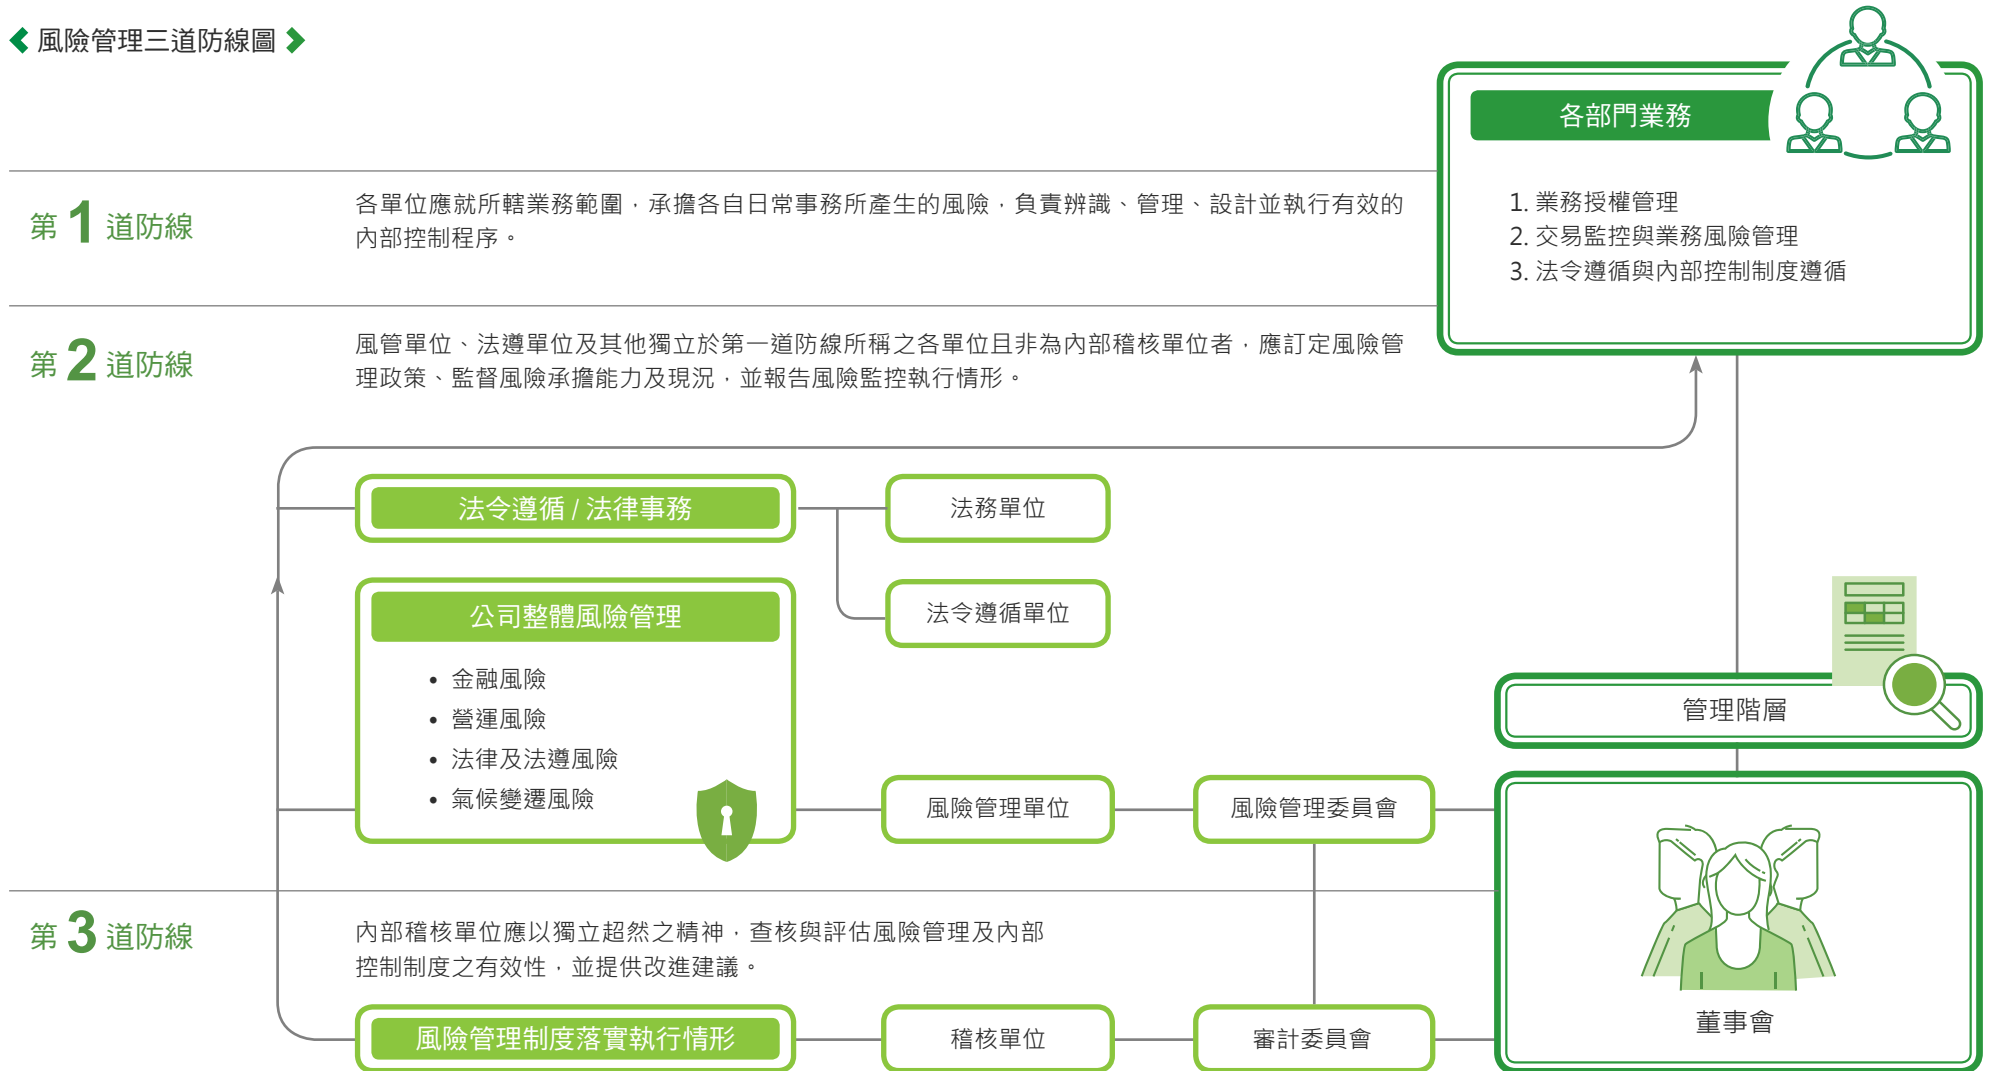 風險管理三道防線圖
各部門業務
1. 業務授權管理
2. 交易監控與業務風險管理
3. 法令遵循與內部控制制度遵循
第 1 道防線
各單位應就所轄業務範圍，承擔各自日常事務所產生的風險，負責辨識、管理、設計並執行有效的
內部控制程序。
第 2 道防線
風管單位、法遵單位及其他獨立於第一道防線所稱之各單位且非為內部稽核單位者，應訂定風險管
理政策、監督風險承擔能力及現況，並報告風險監控執行情形。
法令遵循 / 法律事務
法務單位
法令遵循單位
公司整體風險管理
• 金融風險
• 營運風險
• 法律及法遵風險
• 氣候變遷風險
風險管理單位
風險管理委員會
管理階層
董事會
第 3 道防線
內部稽核單位應以獨立超然之精神，查核與評估風險管理及內部
控制制度之有效性，並提供改進建議。
風險管理制度落實執行情形
稽核單位
審計委員會